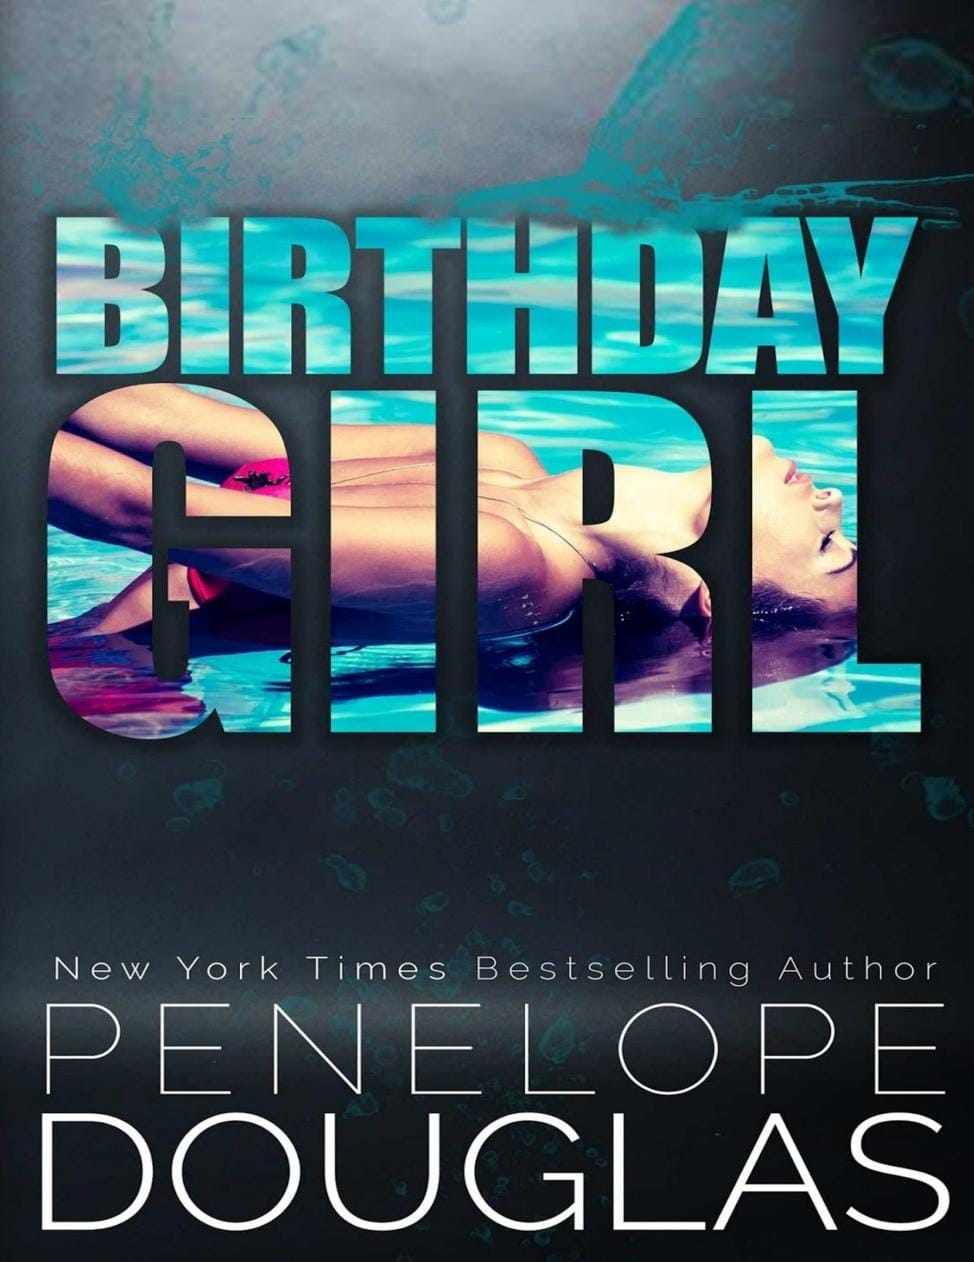 BIRTHDAY
GIRL
New York Times Bestselling Author
PENELOPE
DOUGLAS